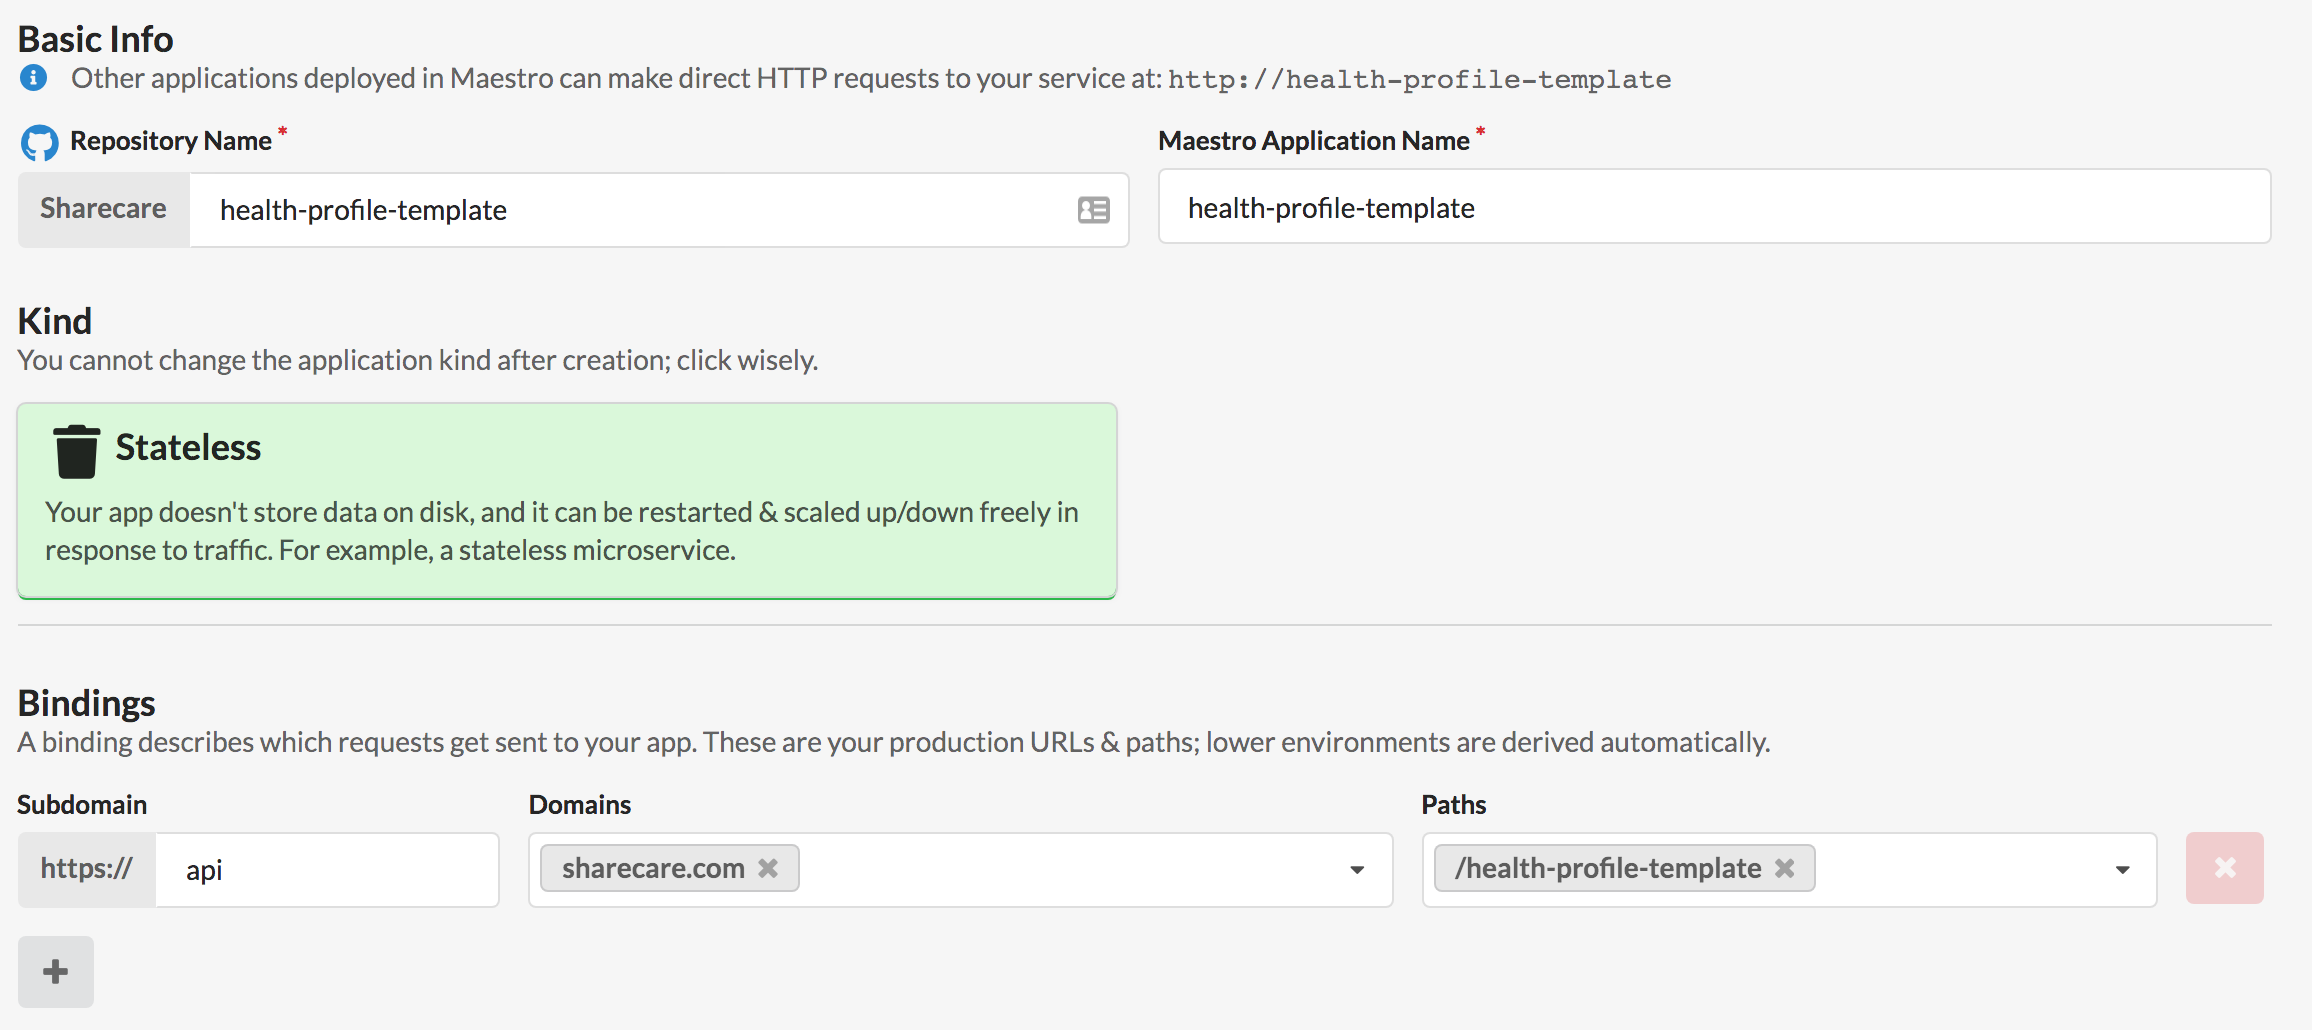 Basic Info
Other applications deployed in Maestro can make direct HTTP requests to your service at: http://health-profile-template
Repository Name *
Maestro Application Name *
Sharecare health-profile-template
health-profile-template
Kind
You cannot change the application kind after creation; click wisely.
Stateless
Your app doesn't store data on disk, and it can be restarted & scaled up/down freely in
response to traffic. For example, a stateless microservice.
Bindings
A binding describes which requests get sent to your app. These are your production URLs & paths; lower environments are derived automatically.
Subdomain
Domains
Paths
https:// api
sharecare.com
/health-profile-template